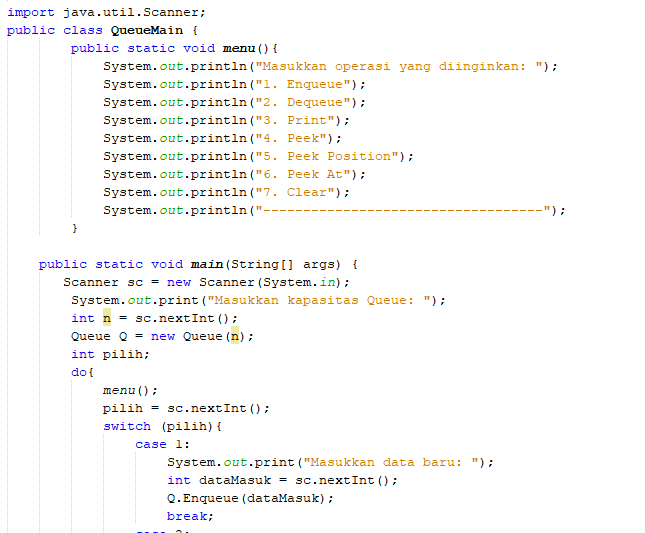 import java.util.Scanner;
public class QueueMain {
public static void menu(){
System.out.println("Masukkan operasi yang diinginkan: ");
System.out.println("1. Enqueue");
System.out.println("2. Dequeue");
System.out.println("3. Print");
System.out.println("4. Peek");
System.out.println("5. Peek Position");
System.out.println("6. Peek At");
System.out.println("7. Clear");
System.out.println("-----------------------------------");
}
public static void main(String[] args) {
Scanner sc = new Scanner(System.in);
System.out.print("Masukkan kapasitas Queue: ");
int n = sc.nextInt();
Queue Q = new Queue(n);
int pilih;
do{
menu();
pilih = sc.nextInt();
switch (pilih){
case 1:
System.out.print("Masukkan data baru: ");
int dataMasuk = sc.nextInt();
Q.Enqueue(dataMasuk);
break;